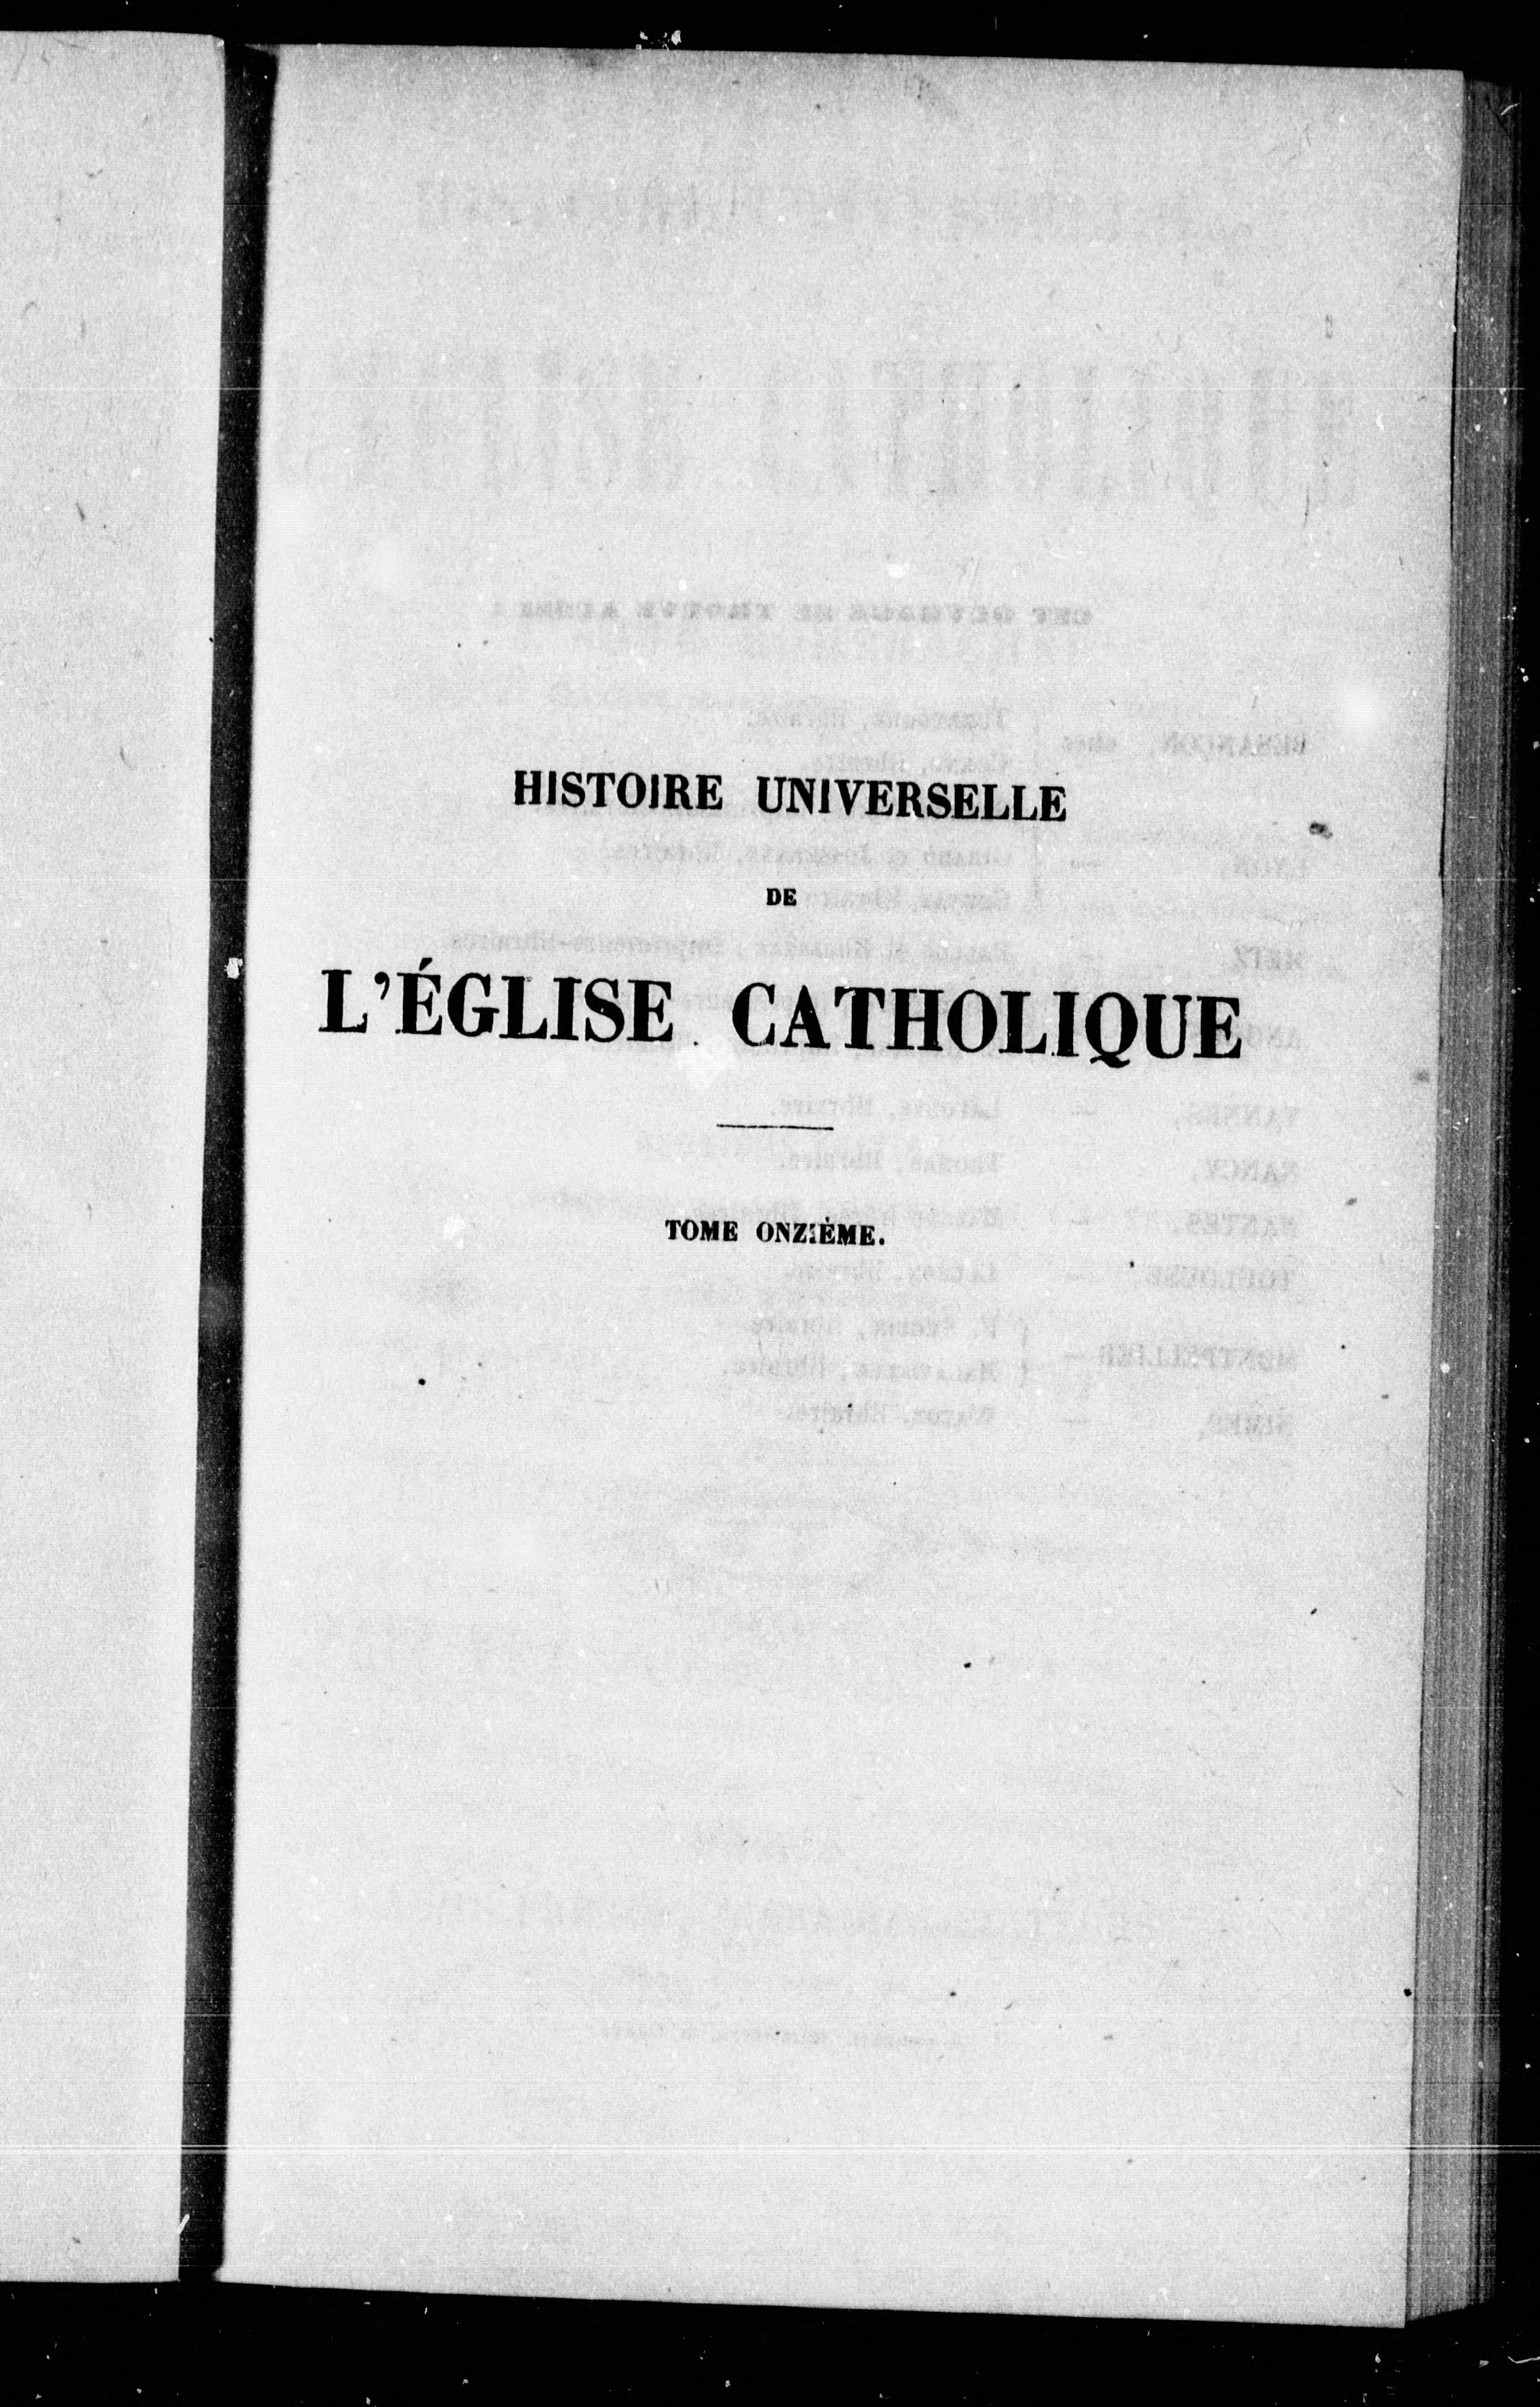 HISTOIRE UNIVERSELLE
DE
L'ÉGLISE CATHOLIQUE
TOME ONZIÈME.